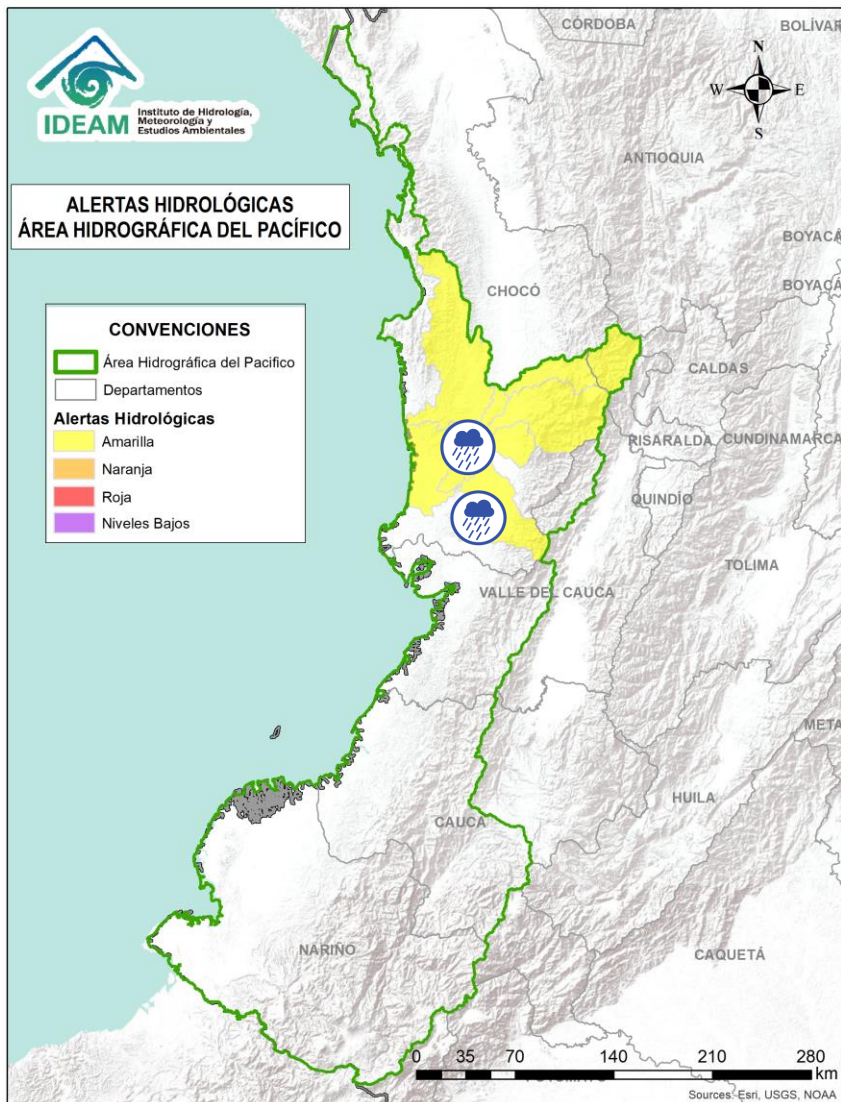 CÓRDOBA
BOLÍVAR
N
W
E
S
IDEAM
Instituto de Hidrología,
Meteorología y
Estudios Ambientales
ANTIOQUIA
ALERTAS HIDROLÓGICAS
ÁREA HIDROGRÁFICA DEL PACÍFICO
BOYACÁ
BOYACÁ
CHOCÓ
CONVENCIONES
Área Hidrográfica del Pacifico
Departamentos
Alertas Hidrológicas
Amarilla
Naranja
Roja
Niveles Bajos
CALDAS
RISARALDA
CUNDINAMARCA
QUINDÍO
TOLIMA
VALLE DEL CAUCA
META
HUILA
CAUCA
NARIÑO
CAQUETÁ
0 35 70 140 210 280
km
Sources: Esri, USGS, NOAA